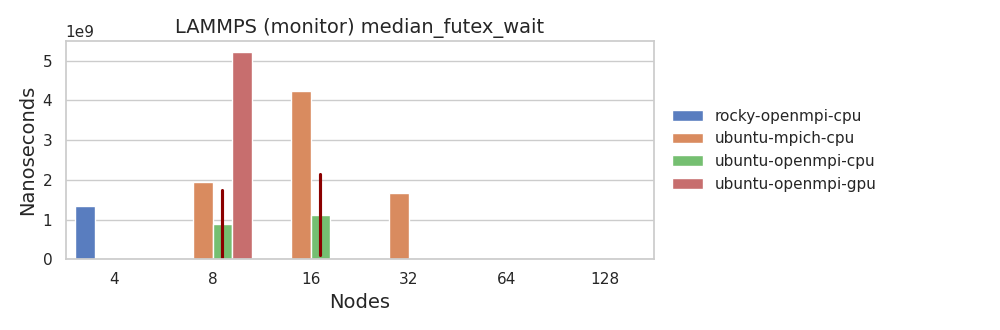 LAMMPS (monitor) median_futex_wait
1e9
Nanoseconds
5
4
3
2
1
0
4 8 16 32 64 128
Nodes
rocky-openmpi-cpu
ubuntu-mpich-cpu
ubuntu-openmpi-cpu
ubuntu-openmpi-gpu